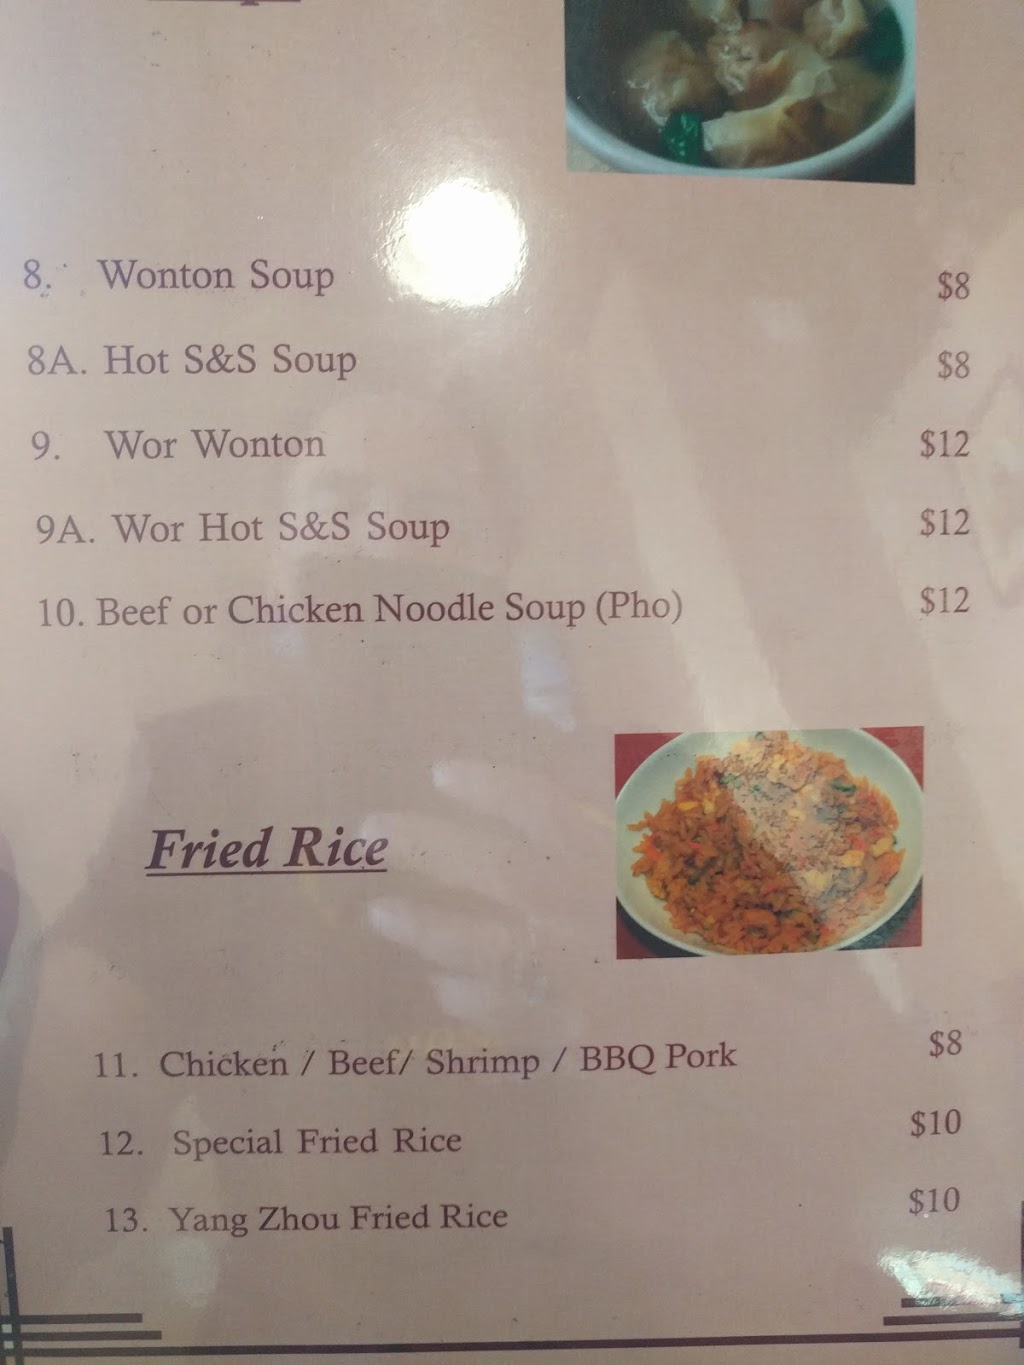 8. Wonton Soup $8
8A. Hot S&S Soup $8
9. Wor Wonton $12
9A. Wor Hot S&S Soup $12
10. Beef or Chicken Noodle Soup (Pho) $12
Fried Rice
11. Chicken / Beef/ Shrimp / BBQ Pork $8
12. Special Fried Rice $10
13. Yang Zhou Fried Rice $10